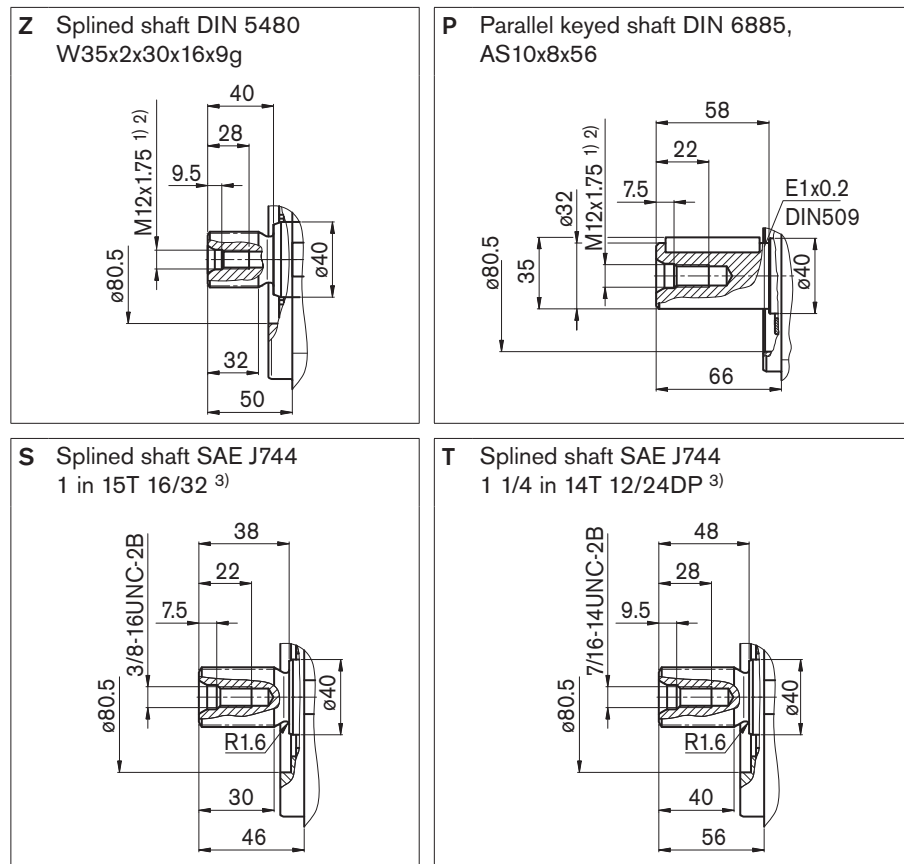 Z Splined shaft DIN 5480
W35x2x30x16x9g
40
28
9.5
M12x1.75 1) 2)
ø80.5
ø40
32
50
P Parallel keyed shaft DIN 6885,
AS10x8x56
58
22
7.5
E1x0.2
DIN509
M12x1.75 1) 2)
ø32
35
ø80.5
ø40
66
S Splined shaft SAE J744
1 in 15T 16/32 3)
38
22
7.5
3/8-16UNC-2B
ø80.5
ø40
R1.6
30
46
T Splined shaft SAE J744
1 1/4 in 14T 12/24DP 3)
48
28
9.5
7/16-14UNC-2B
ø80.5
ø40
R1.6
40
56